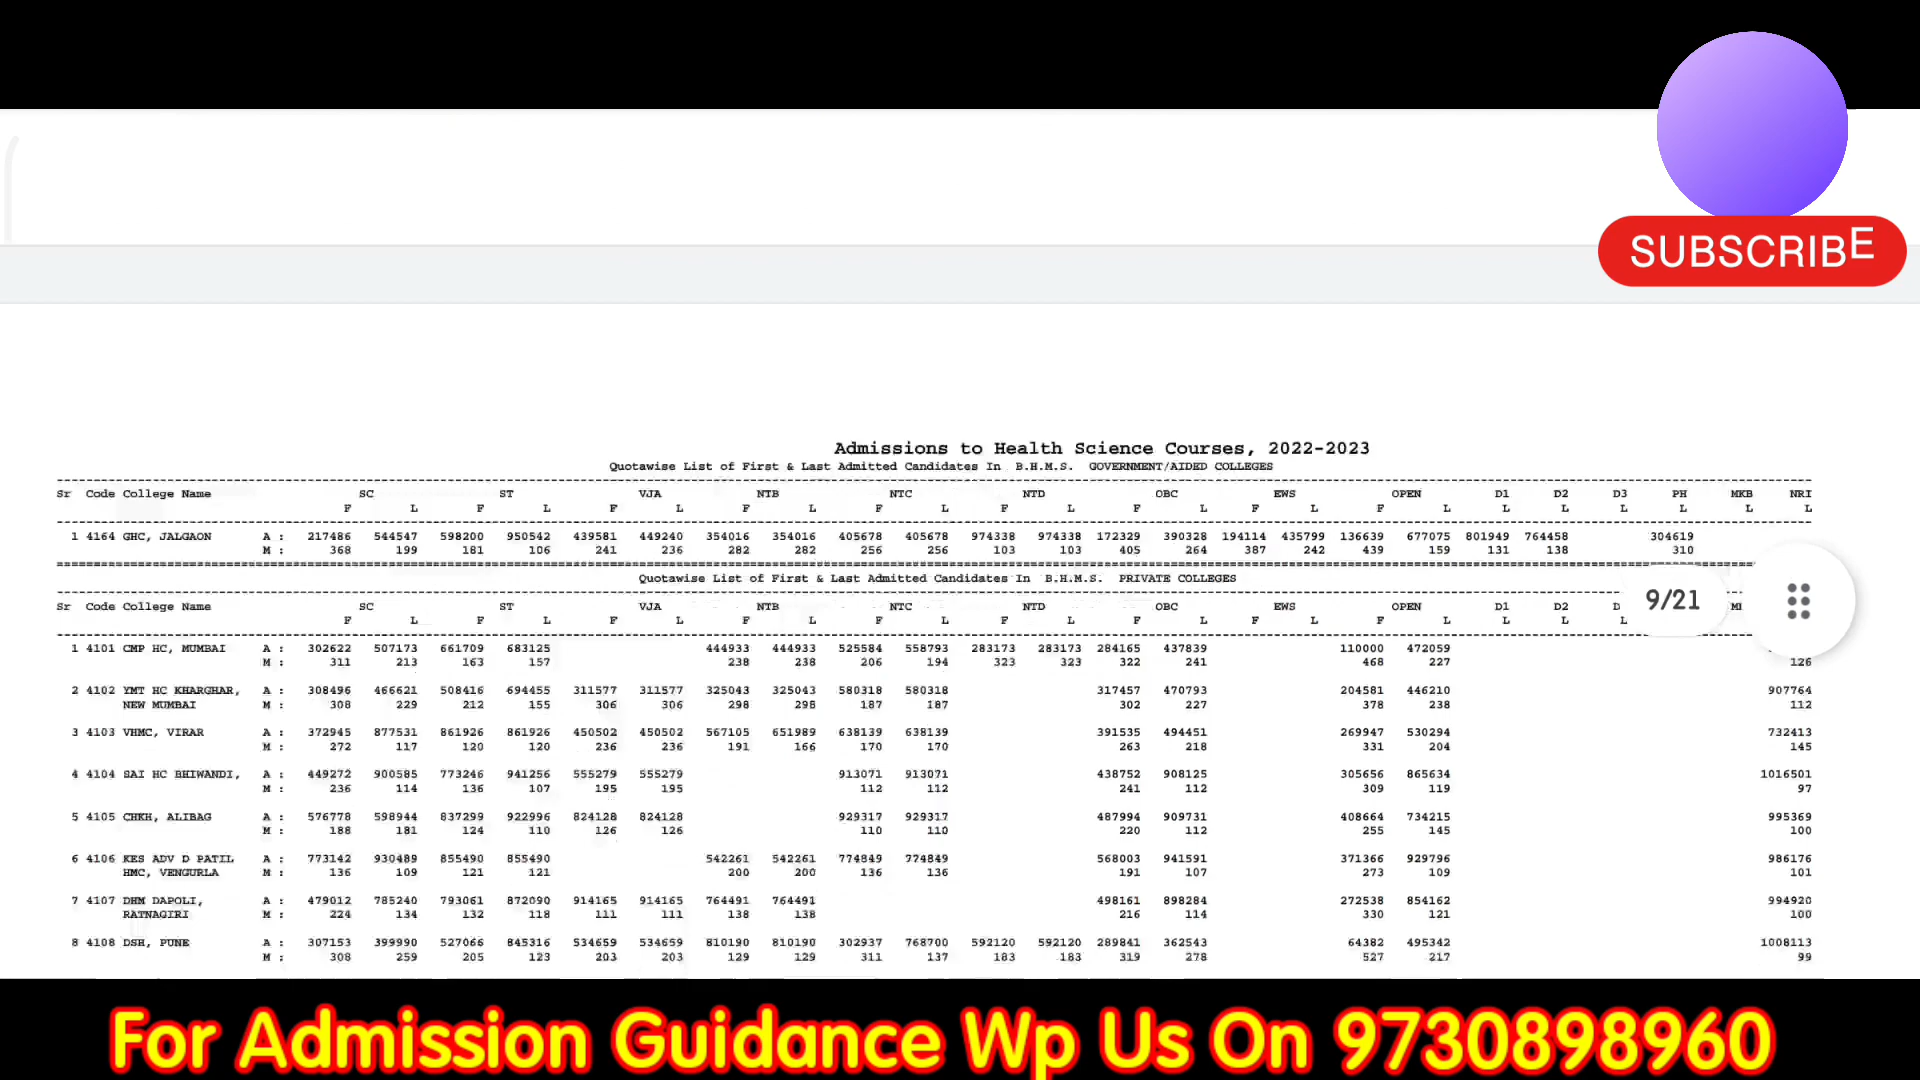 SUBSCRIBE
Admissions to Health Science Courses, 2022-2023
Quotawise List of First & Last Admitted Candidates In B.H.M.S. GOVERNMENT/AIDED COLLEGES
Sr Code College Name SC ST VJA NTB NTC NTD OBC EWS OPEN D1 D2 D3 PH MKB NRI
F L F L F L F L F L F L F L F L F L L L L L L L
1 4164 GHC, JALGAON A : 217486 544547 598200 950542 439581 449240 354016 354016 405678 405678 974338 974338 172329 390328 194114 435799 136639 677075 801949 764458 304619
M : 368 199 181 106 241 236 282 282 256 256 103 103 405 264 387 242 439 159 131 138 310
Quotawise List of First & Last Admitted Candidates In B.H.M.S. PRIVATE COLLEGES
Sr Code College Name SC ST VJA NTB NTC NTD OBC EWS OPEN D1 D2
F L F L F L F L F L F L F L F L F L L L L L L
9/21
1 4101 CMP HC, MUMBAI A : 302622 507173 661709 683125 444933 444933 525584 558793 283173 283173 284165 437839 110000 472059
M : 311 213 163 157 238 238 206 194 323 323 322 241 468 227 126
2 4102 YMT HC KHARGHAR, A : 308496 466621 508416 694455 311577 311577 325043 325043 580318 580318 317457 470793 204581 446210 907764
NEW MUMBAI M : 308 229 212 155 306 306 298 298 187 187 302 227 378 238 112
3 4103 VHMC, VIRAR A : 372945 877531 861926 861926 450502 450502 567105 651989 638139 638139 391535 494451 269947 530294 732413
M : 272 117 120 120 236 236 191 166 170 170 263 218 331 204 145
4 4104 SAI HC BHIWANDI, A : 449272 900585 773246 941256 555279 555279 913071 913071 438752 908125 305656 865634 1016501
M : 236 114 136 107 195 195 112 112 241 112 309 119 97
5 4105 CHKH, ALIBAG A : 576778 598944 837299 922996 824128 824128 929317 929317 487994 909731 408664 734215 995369
M : 188 181 124 110 126 126 110 110 220 112 255 145 100
6 4106 KES ADV D PATIL A : 773142 930489 855490 855490 542261 542261 774849 774849 568003 941591 371366 929796 986176
HMC, VENGURLA M : 136 109 121 121 200 200 136 136 191 107 273 109 101
7 4107 DHM DAPOLI, A : 479012 785240 793061 872090 914165 914165 764491 764491 498161 898284 272538 854162 994920
RATNAGIRI M : 224 134 132 118 111 111 138 138 216 114 330 121 100
8 4108 DSH, PUNE A : 307153 399990 527066 845316 534659 534659 810190 810190 302937 768700 592120 592120 289841 362543 64382 495342 1008113
M : 308 259 205 123 203 203 129 129 311 137 183 183 319 278 527 217 99
For Admission Guidance Wp Us On 9730898960